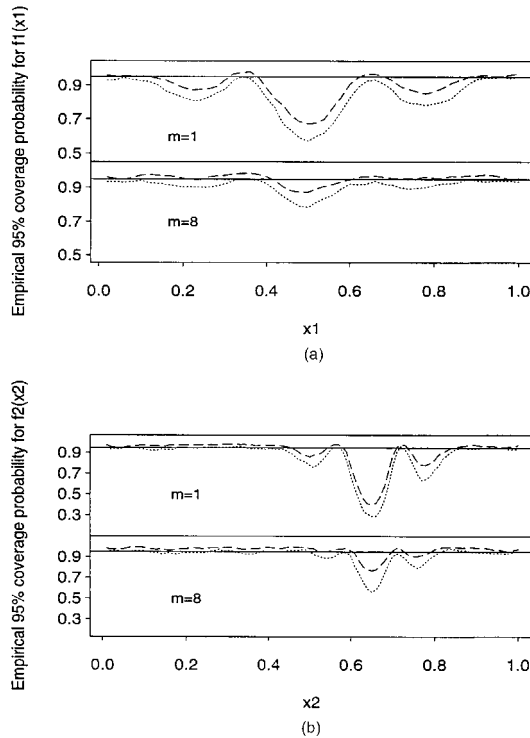 Empirical 95% coverage probability for f1(x1)
0.9
0.7
m=1
0.5
0.9
0.7
m=8
0.5
0.0 0.2 0.4 0.6 0.8 1.0
x1
(a)
Empirical 95% coverage probability for f2(x2)
0.9
0.7
0.5
m=1
0.3
0.9
0.7
0.5
m=8
0.3
0.0 0.2 0.4 0.6 0.8 1.0
x2
(b)